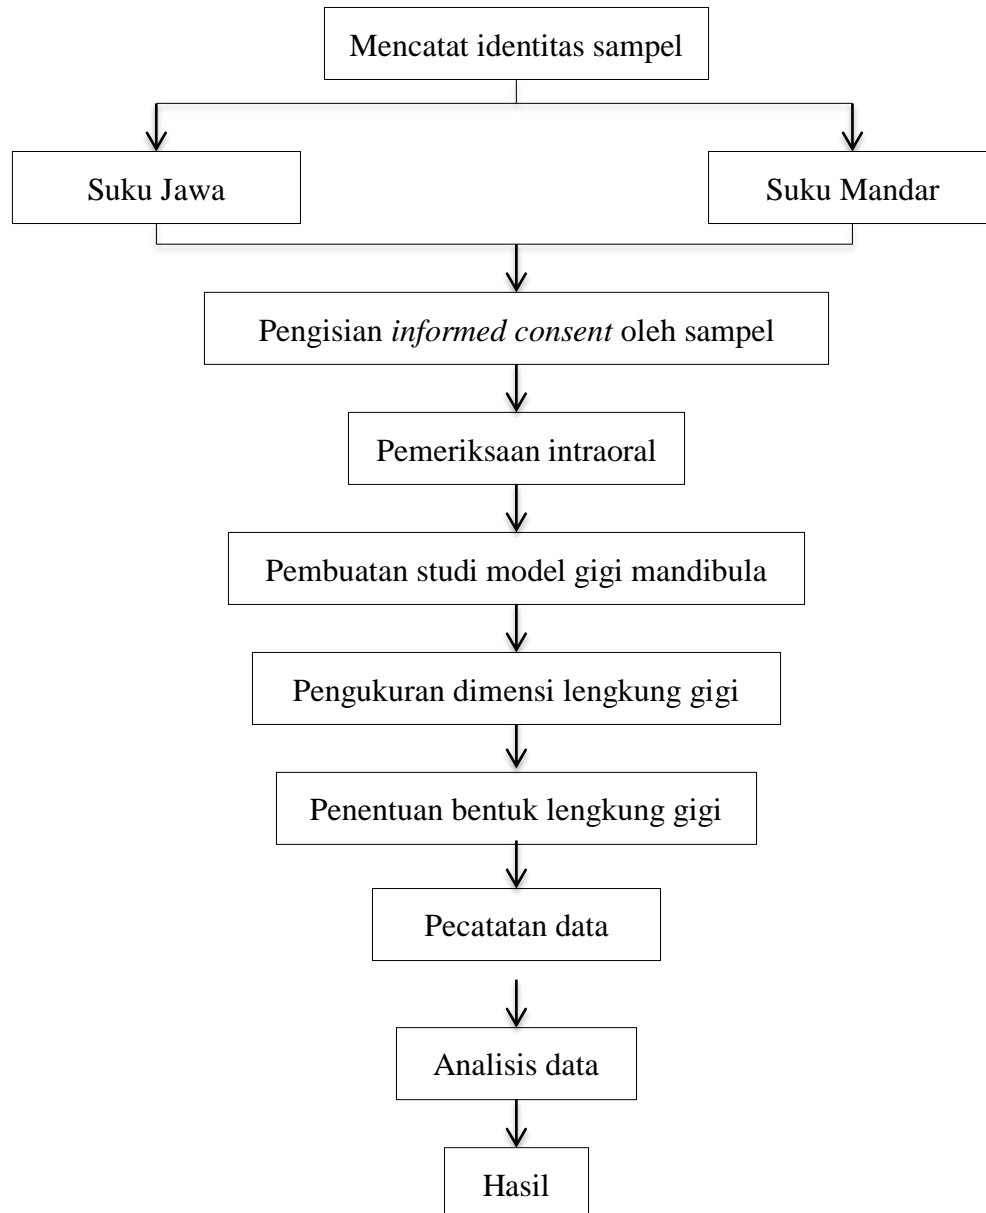 Mencatat identitas sampel
Suku Jawa
Suku Mandar
Pengisian informed consent oleh sampel
Pemeriksaan intraoral
Pembuatan studi model gigi mandibula
Pengukuran dimensi lengkung gigi
Penentuan bentuk lengkung gigi
Pecatatan data
Analisis data
Hasil